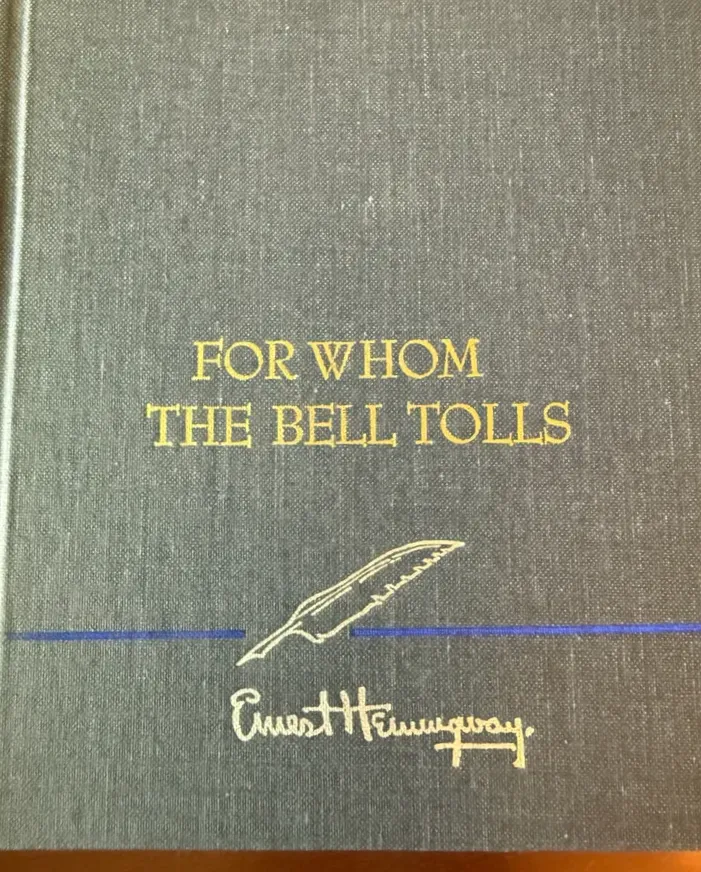 FOR WHOM
THE BELL TOLLS
Ernest Hemingway.